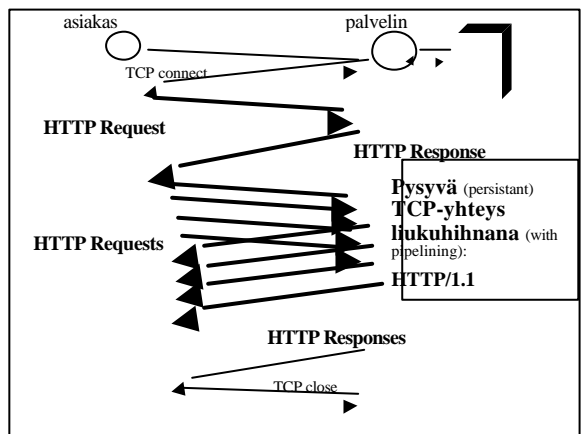 asiakas
palvelin
TCP connect
HTTP Request
HTTP Response
Pysyvä (persistant)
TCP-yhteys
liukuhihnana (with
pipelining):
HTTP/1.1
HTTP Requests
HTTP Responses
TCP close